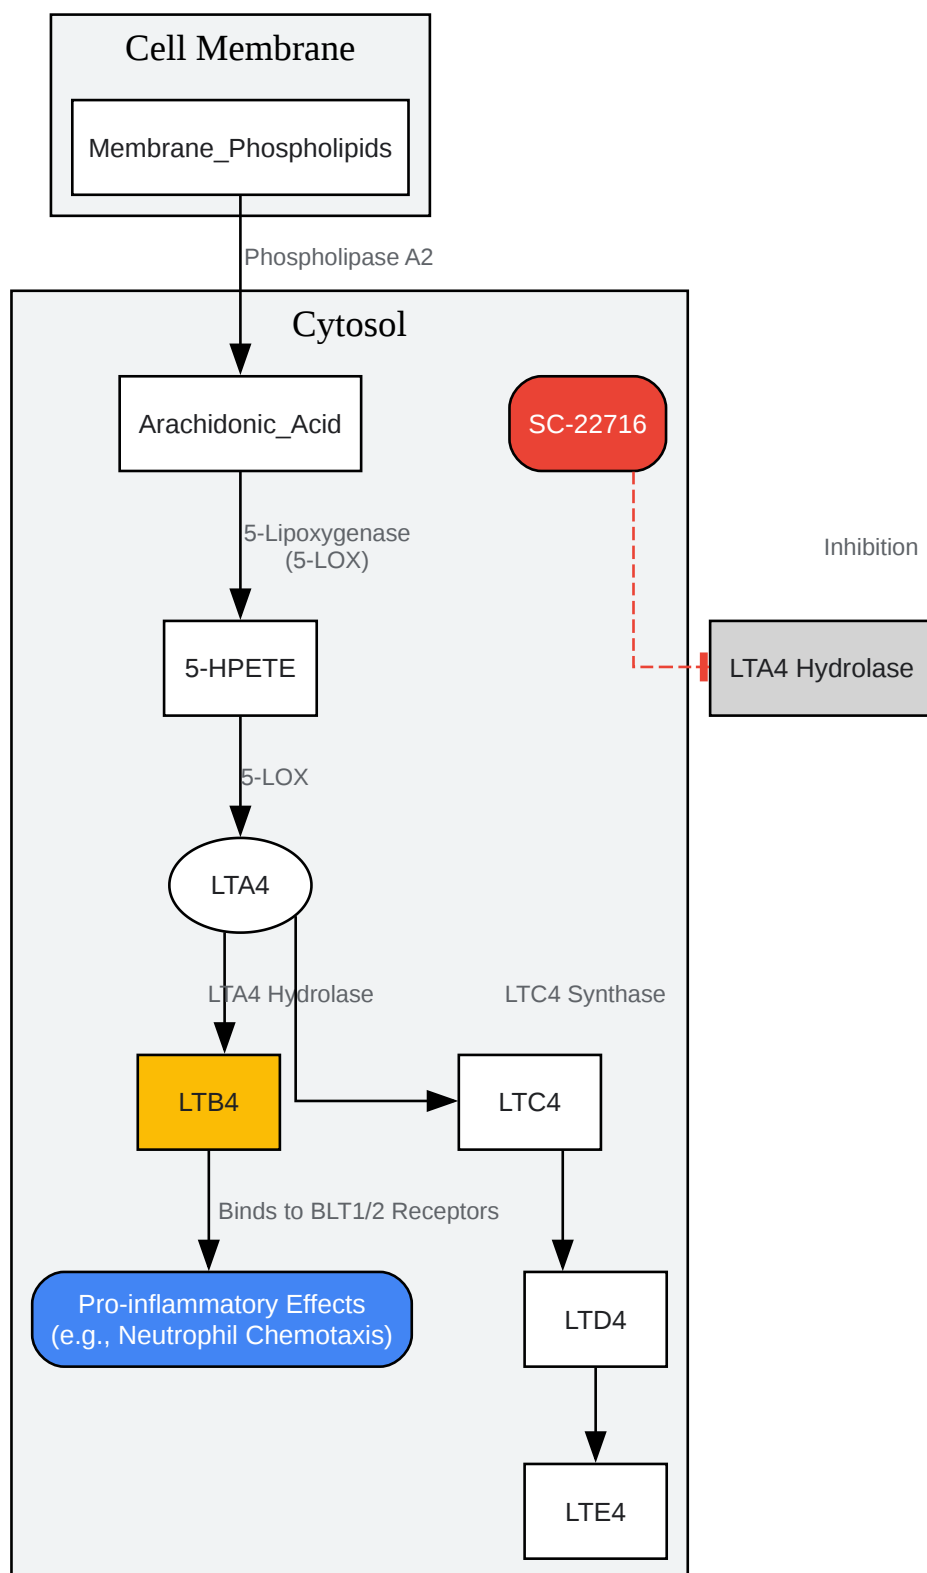 Cell Membrane
Membrane_Phospholipids
Phospholipase A2
Cytosol
Arachidonic_Acid
SC-22716
5-Lipoxygenase
(5-LOX)
Inhibition
5-HPETE
LTA4 Hydrolase
5-LOX
LTA4
LTA4 Hydrolase
LTC4 Synthase
LTB4
LTC4
Binds to BLT1/2 Receptors
Pro-inflammatory Effects
(e.g., Neutrophil Chemotaxis)
LTD4
LTE4